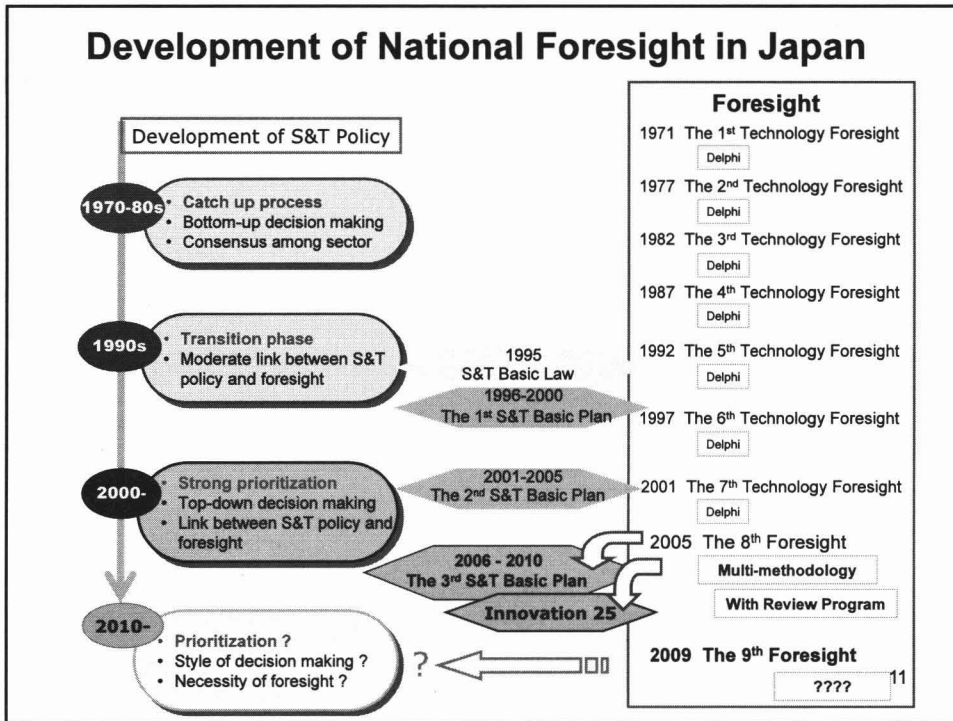 Development of National Foresight in Japan
Development of S&T Policy
1970-80s
• Catch up process
• Bottom-up decision making
• Consensus among sector
1990s
• Transition phase
• Moderate link between S&T
policy and foresight
2000-
• Strong prioritization
• Top-down decision making
• Link between S&T policy and
foresight
2010-
• Prioritization ?
• Style of decision making ?
• Necessity of foresight ?
1995
S&T Basic Law
1996-2000
The 1st S&T Basic Plan
2001-2005
The 2nd S&T Basic Plan
2006 - 2010
The 3rd S&T Basic Plan
Innovation 25
?
Foresight
1971 The 1st Technology Foresight
Delphi
1977 The 2nd Technology Foresight
Delphi
1982 The 3rd Technology Foresight
Delphi
1987 The 4th Technology Foresight
Delphi
1992 The 5th Technology Foresight
Delphi
1997 The 6th Technology Foresight
Delphi
2001 The 7th Technology Foresight
Delphi
2005 The 8th Foresight
Multi-methodology
With Review Program
2009 The 9th Foresight
????
11